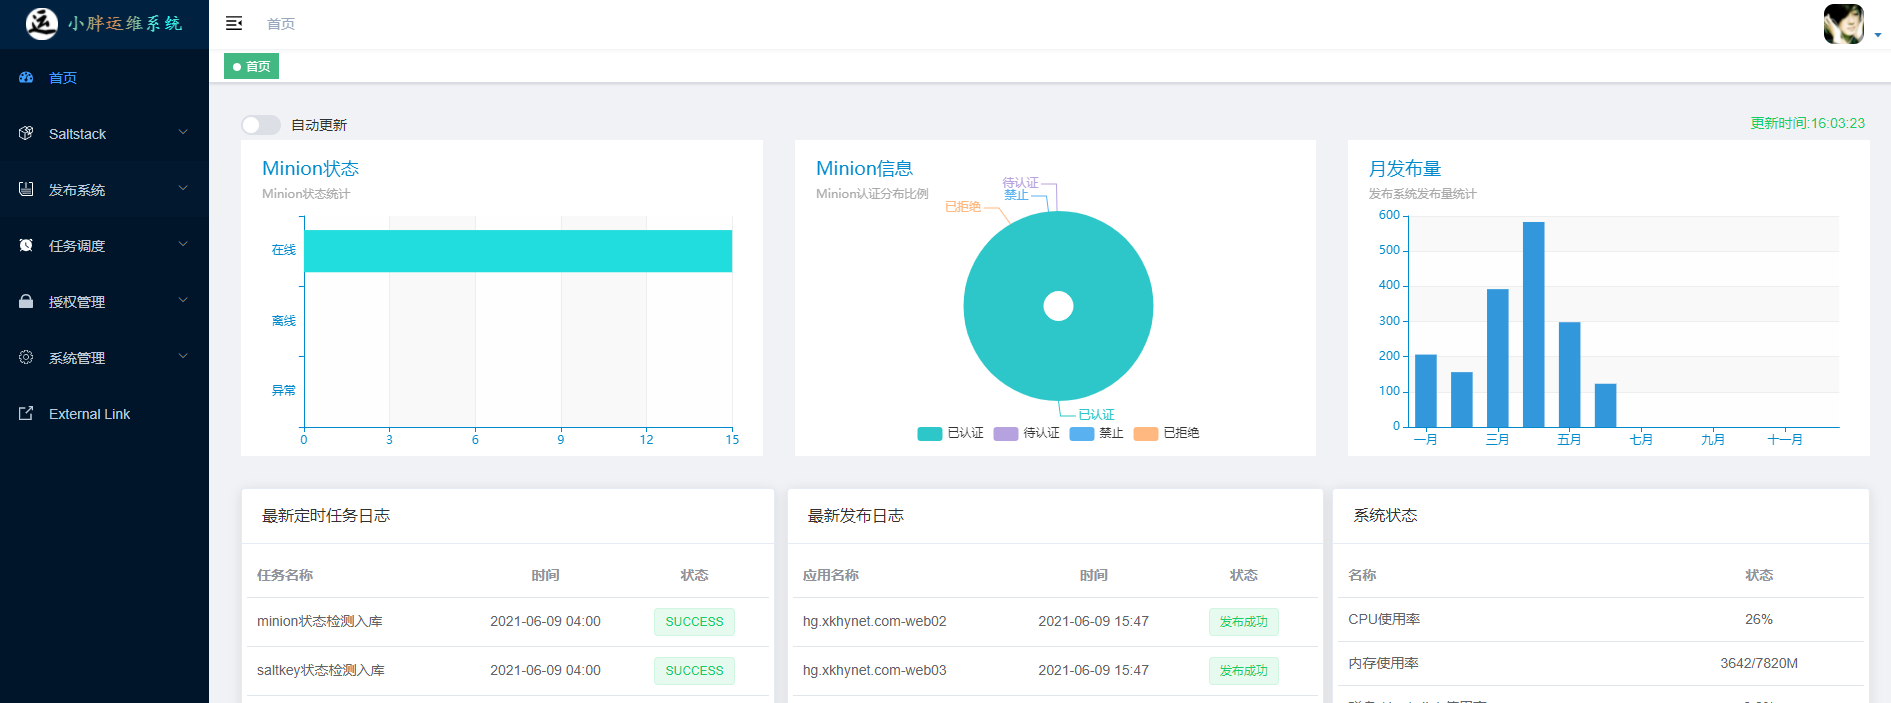 小胖运维系统
首页
Saltstack
发布系统
任务调度
授权管理
系统管理
External Link
首页
首页
自动更新
更新时间:16:03:23
Minion状态
Minion状态统计
在线
离线
异常
0 3 6 9 12 15
Minion信息
Minion认证分布比例
待认证
禁止
已拒绝
已认证
已认证 待认证 禁止 已拒绝
月发布量
发布系统发布量统计
600
500
400
300
200
100
0
一月 三月 五月 七月 九月 十一月
最新定时任务日志
任务名称 时间 状态
minion状态检测入库 2021-06-09 04:00 SUCCESS
saltkey状态检测入库 2021-06-09 04:00 SUCCESS
最新发布日志
应用名称 时间 状态
hg.xkhynet.com-web02 2021-06-09 15:47 发布成功
hg.xkhynet.com-web03 2021-06-09 15:47 发布成功
系统状态
名称 状态
CPU使用率 26%
内存使用率 3642/7820M